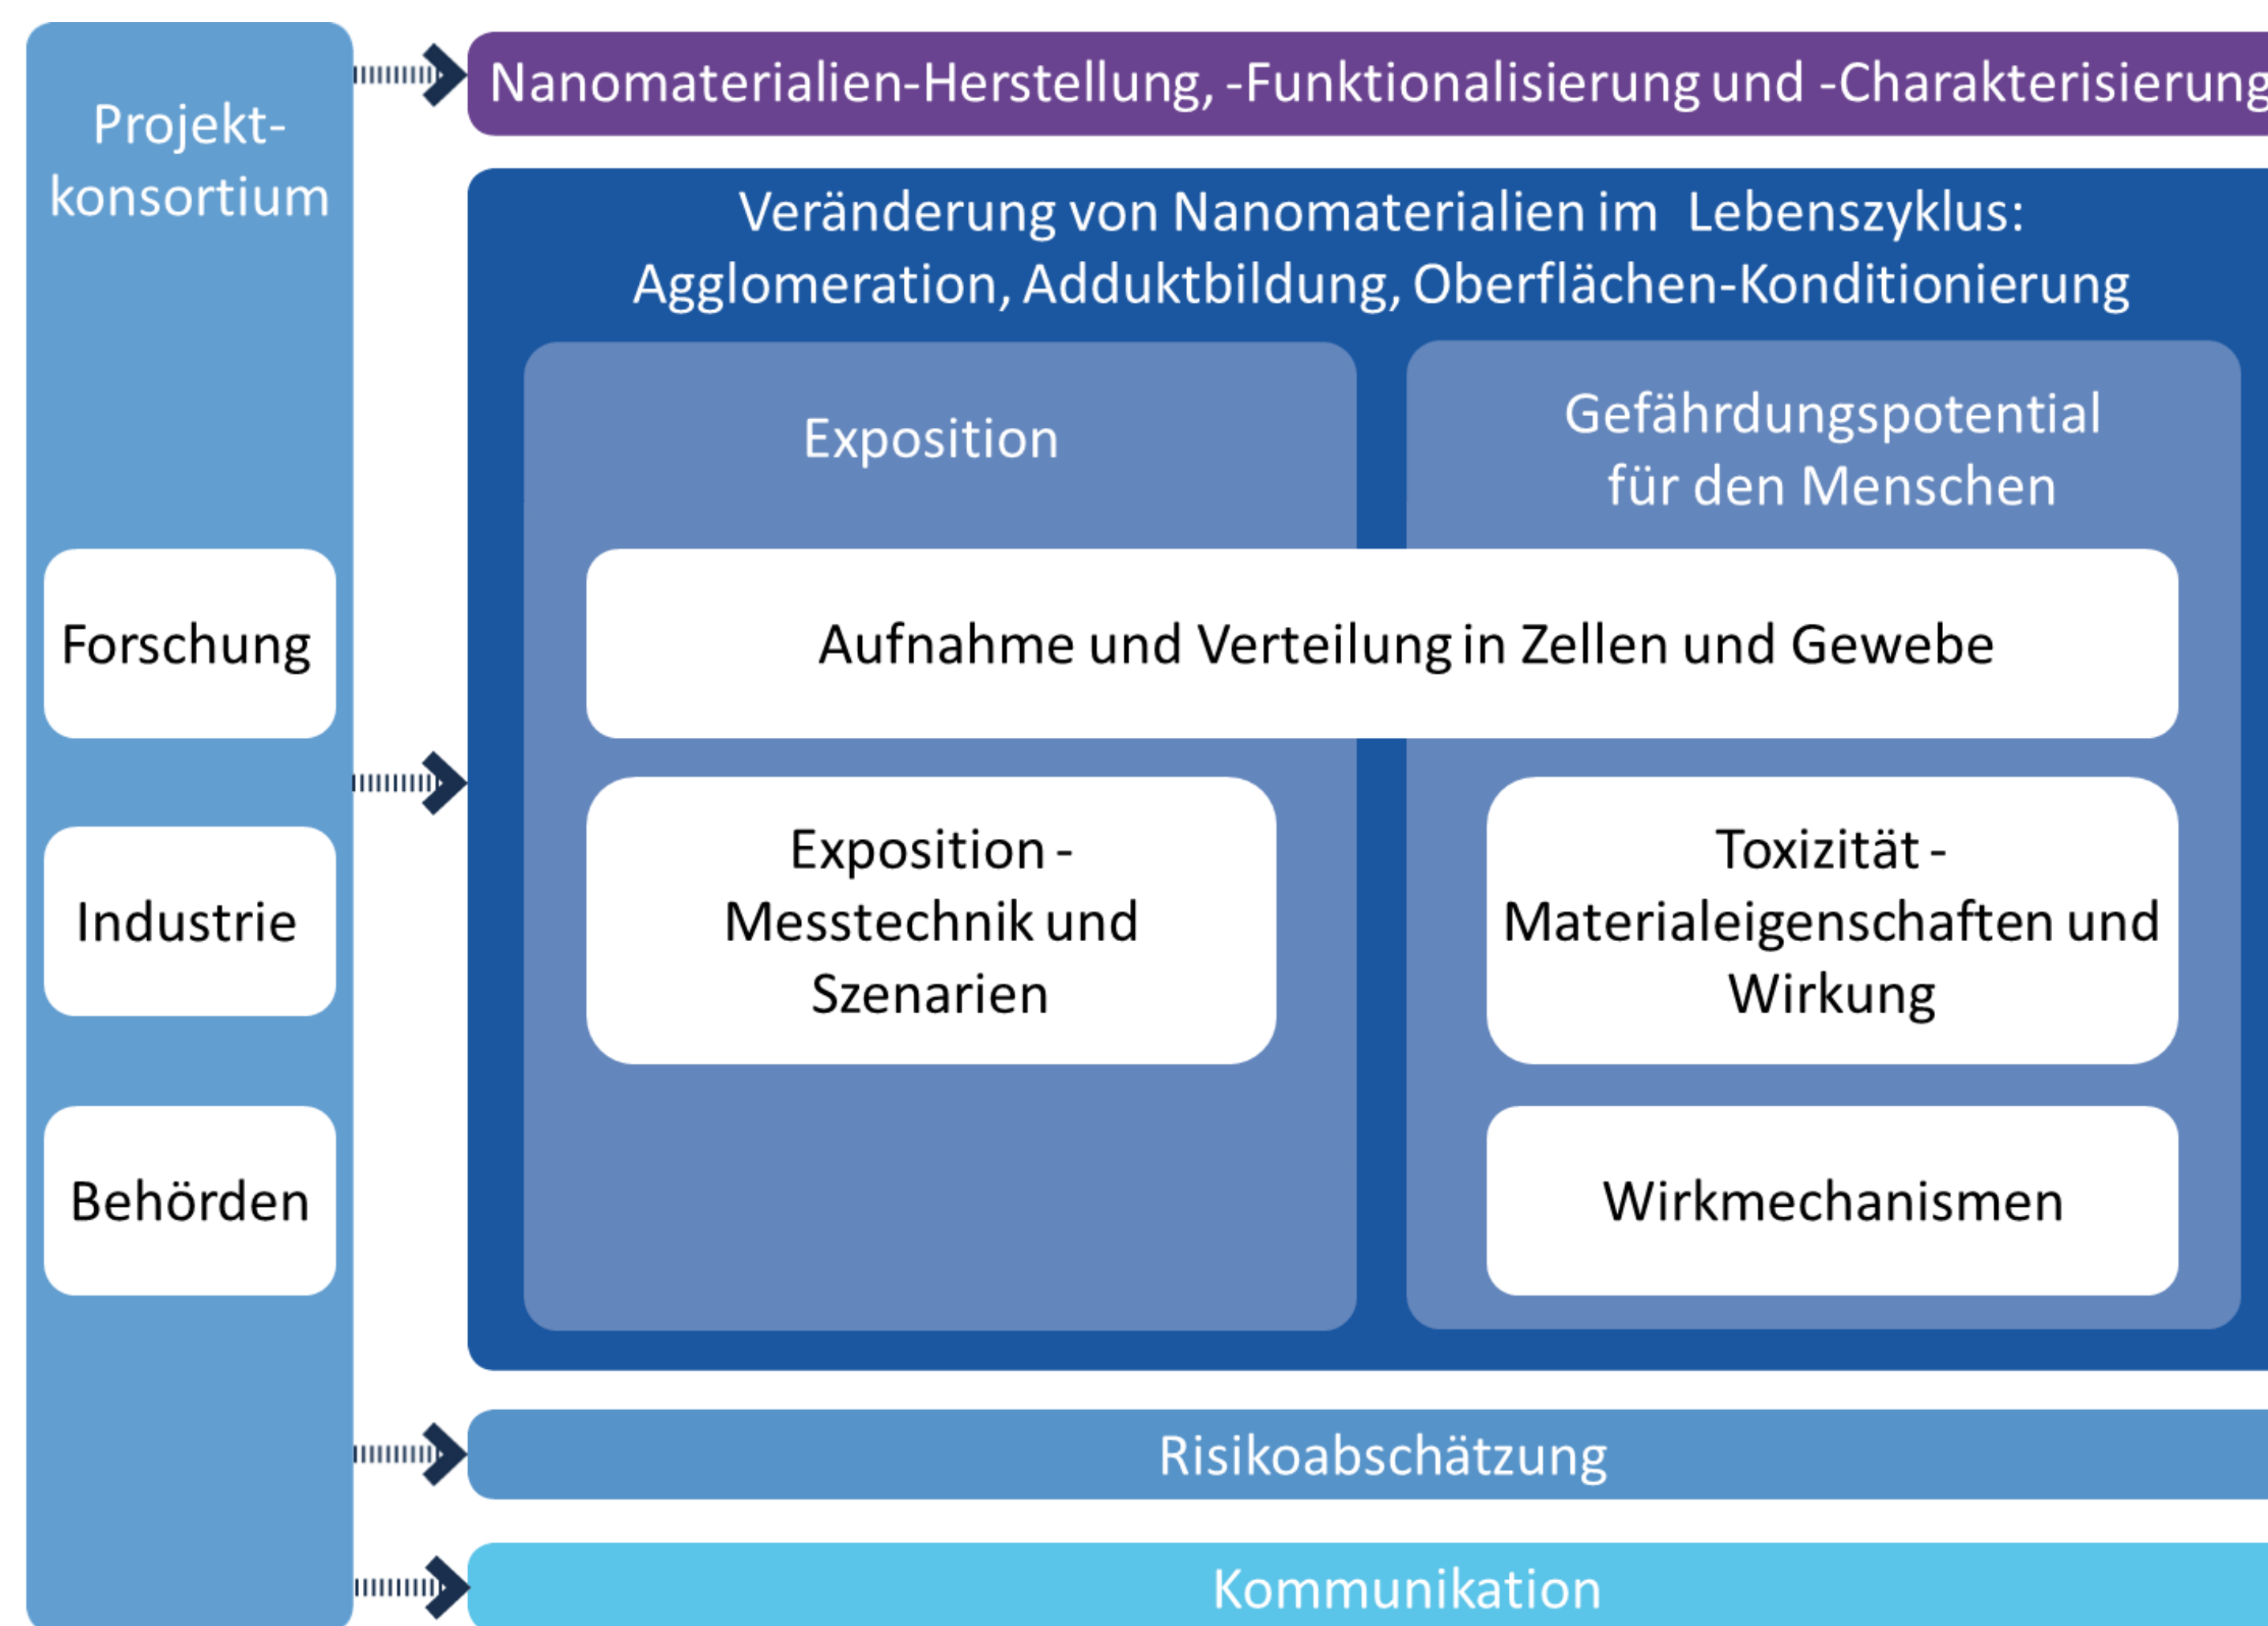 Projekt-
konsortium
Forschung
Industrie
Behörden
Nanomaterialien-Herstellung, -Funktionalisierung und -Charakterisierung
Veränderung von Nanomaterialien im Lebenszyklus:
Agglomeration, Adduktbildung, Oberflächen-Konditionierung
Exposition
Gefährdungspotential
für den Menschen
Aufnahme und Verteilung in Zellen und Gewebe
Exposition -
Messtechnik und
Szenarien
Toxizität -
Materialeigenschaften und
Wirkung
Wirkmechanismen
Risikoabschätzung
Kommunikation